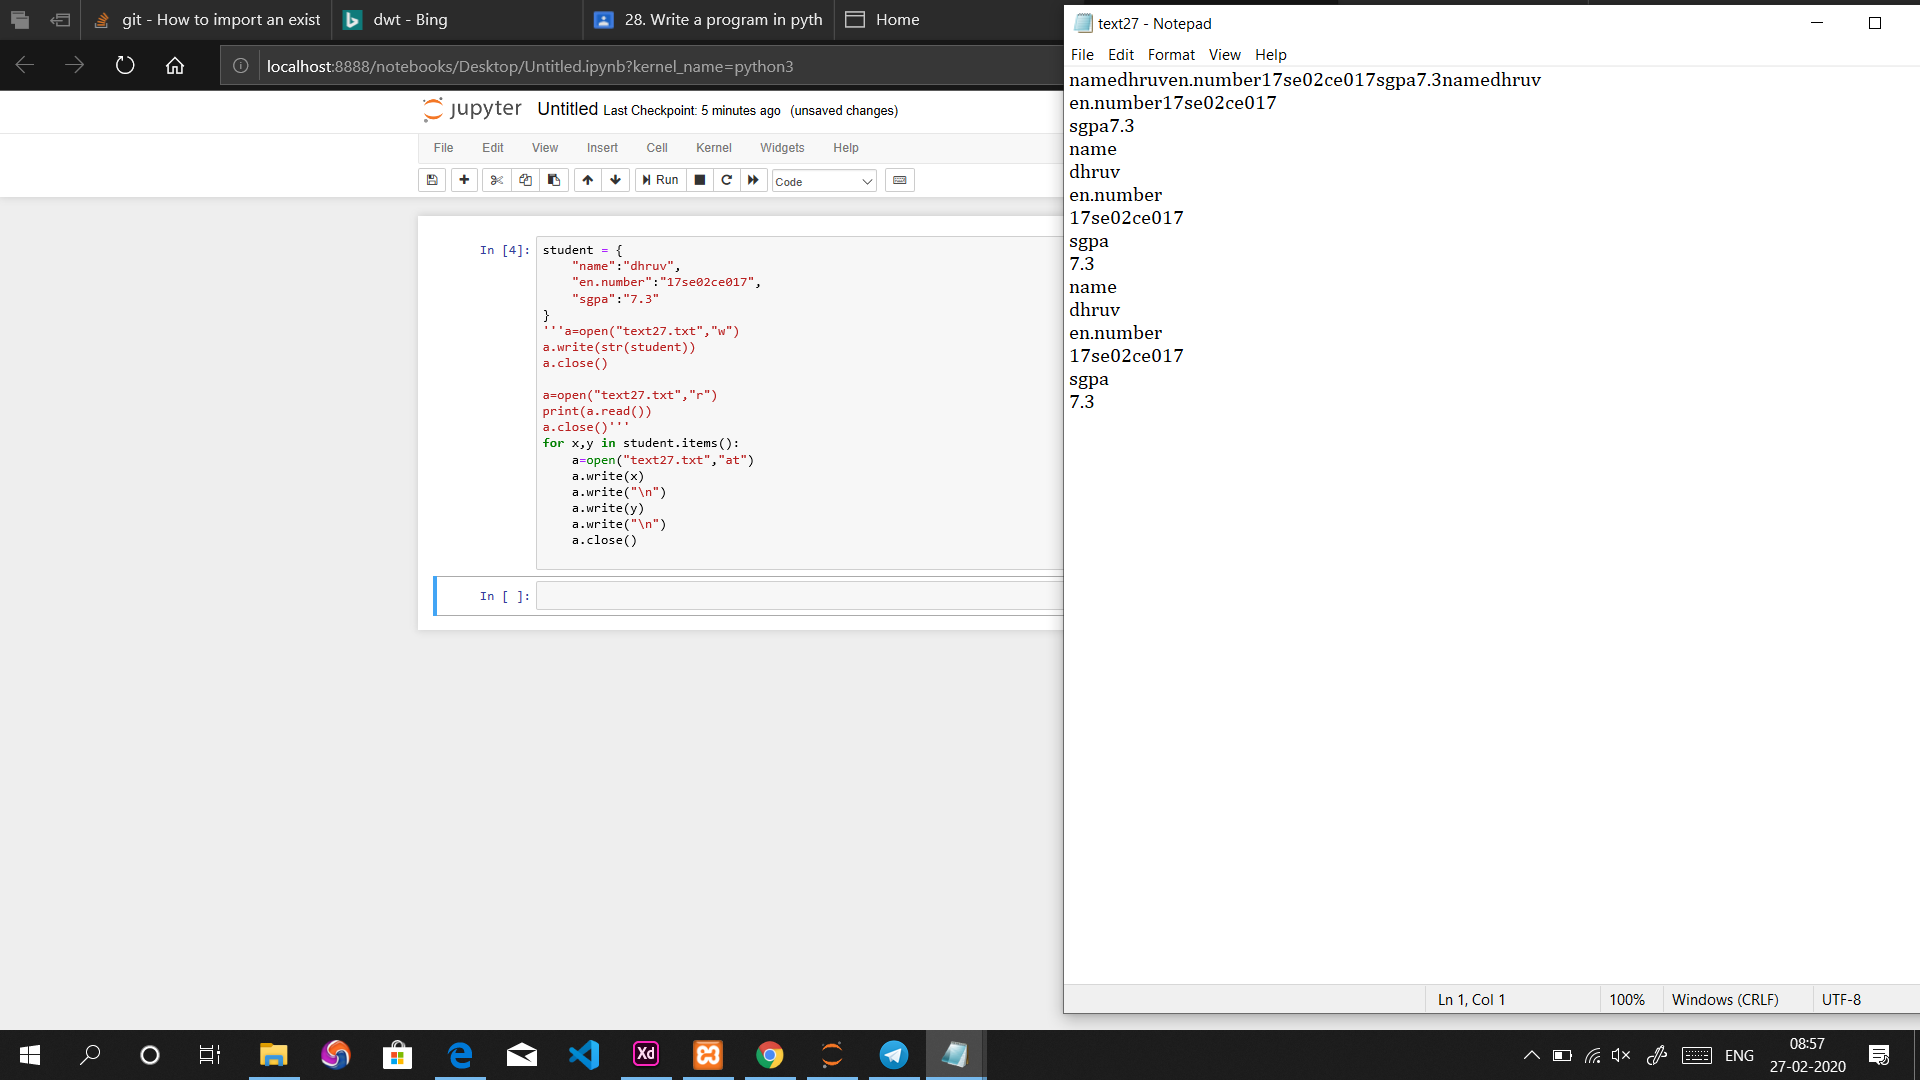 git - How to import an exist
dwt - Bing
28. Write a program in pyth
Home
localhost:8888/notebooks/Desktop/Untitled.ipynb?kernel_name=python3
jupyter Untitled Last Checkpoint: 5 minutes ago (unsaved changes)
File Edit View Insert Cell Kernel Widgets Help
Run Code
In [4]:
student = {
    "name":"dhruv",
    "en.number":"17se02ce017",
    "sgpa":"7.3"
}
'''a=open("text27.txt","w")
a.write(str(student))
a.close()
a=open("text27.txt","r")
print(a.read())
a.close()'''
for x,y in student.items():
    a=open("text27.txt","at")
    a.write(x)
    a.write("\n")
    a.write(y)
    a.write("\n")
    a.close()
In [ ]:
text27 - Notepad
File Edit Format View Help
namedhruven.number17se02ce017sgpa7.3namedhruv
en.number17se02ce017
sgpa7.3
name
dhruv
en.number
17se02ce017
sgpa
7.3
name
dhruv
en.number
17se02ce017
sgpa
7.3
Ln 1, Col 1 100% Windows (CRLF) UTF-8
Xd
ENG
08:57
27-02-2020